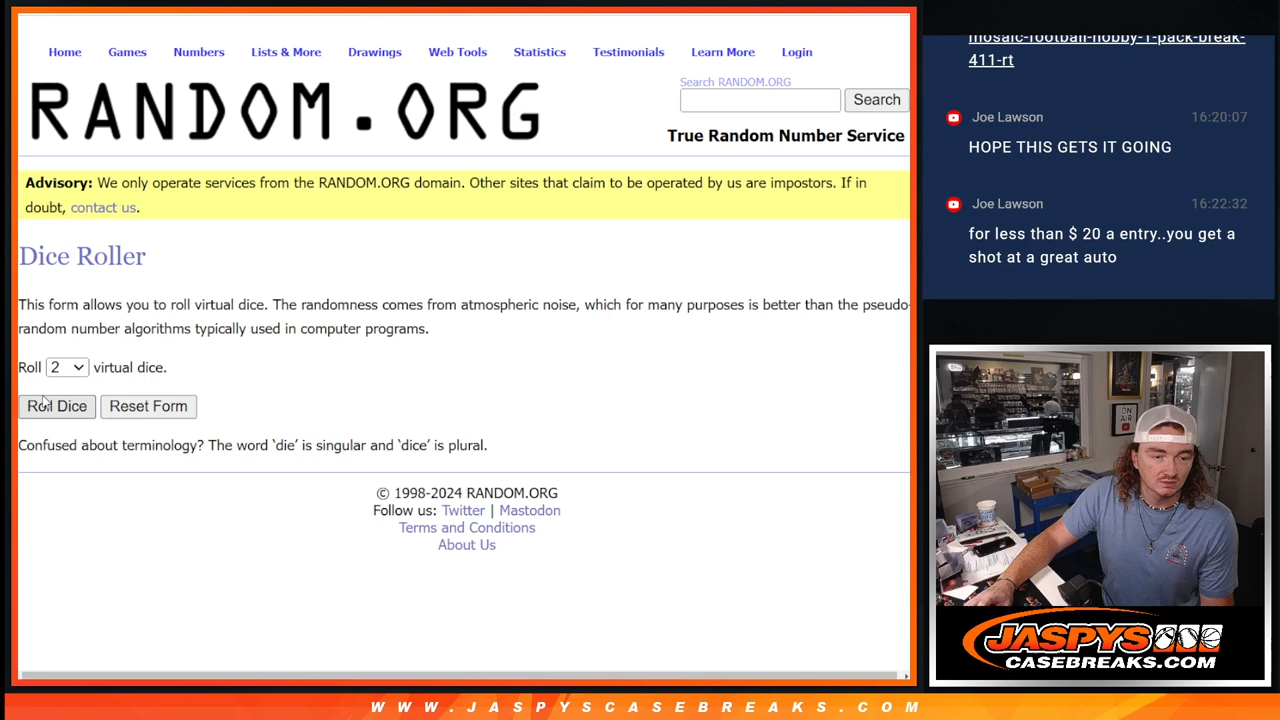 Home Games Numbers Lists & More Drawings Web Tools Statistics Testimonials Learn More Login
RANDOM.ORG
Search RANDOM.ORG
Search
True Random Number Service
Advisory: We only operate services from the RANDOM.ORG domain. Other sites that claim to be operated by us are impostors. If in
doubt, contact us.
Dice Roller
This form allows you to roll virtual dice. The randomness comes from atmospheric noise, which for many purposes is better than the pseudo-
random number algorithms typically used in computer programs.
Roll 2 virtual dice.
Roll Dice Reset Form
Confused about terminology? The word ‘die’ is singular and ‘dice’ is plural.
© 1998-2024 RANDOM.ORG
Follow us: Twitter | Mastodon
Terms and Conditions
About Us
mosaic-football-hobby-1-pack-break-
411-rt
Joe Lawson 16:20:07
HOPE THIS GETS IT GOING
Joe Lawson 16:22:32
for less than $ 20 a entry..you get a
shot at a great auto
ON
AIR
JASPYS
CASEBREAKS.COM
WWW.JASPYSCASEBREAKS.COM